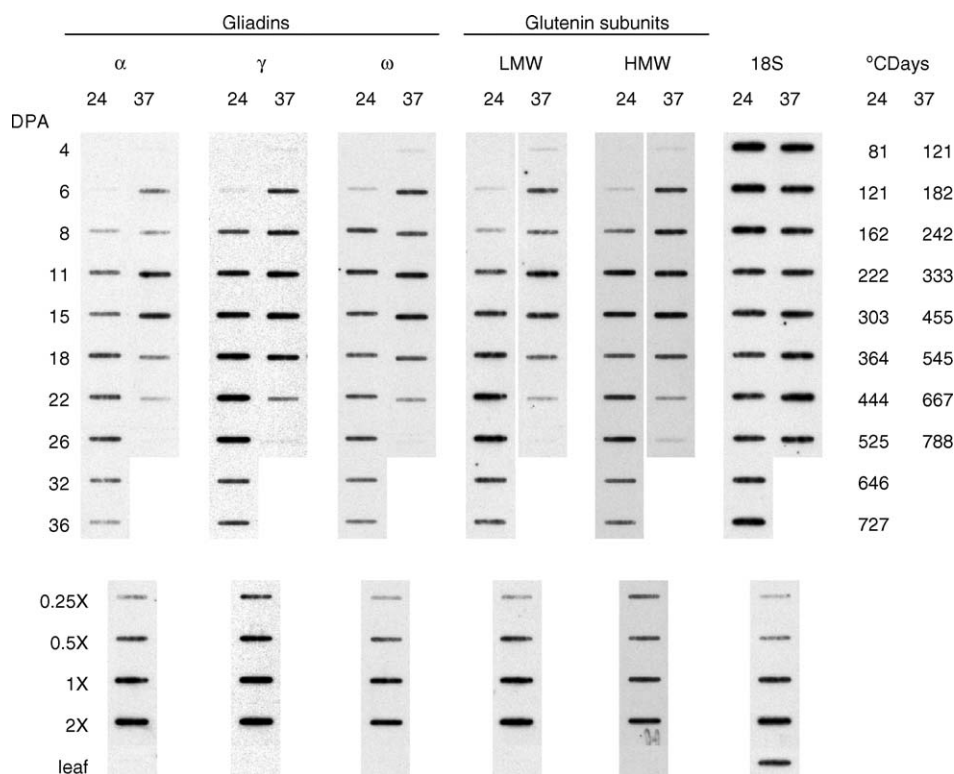 Gliadins Glutenin subunits
α γ ω LMW HMW 18S ºCDays
24 37 24 37 24 37 24 37 24 37 24 37 24 37
DPA
4 81 121
6 121 182
8 162 242
11 222 333
15 303 455
18 364 545
22 444 667
26 525 788
32 646
36 727
0.25X
0.5X
1X
2X
leaf